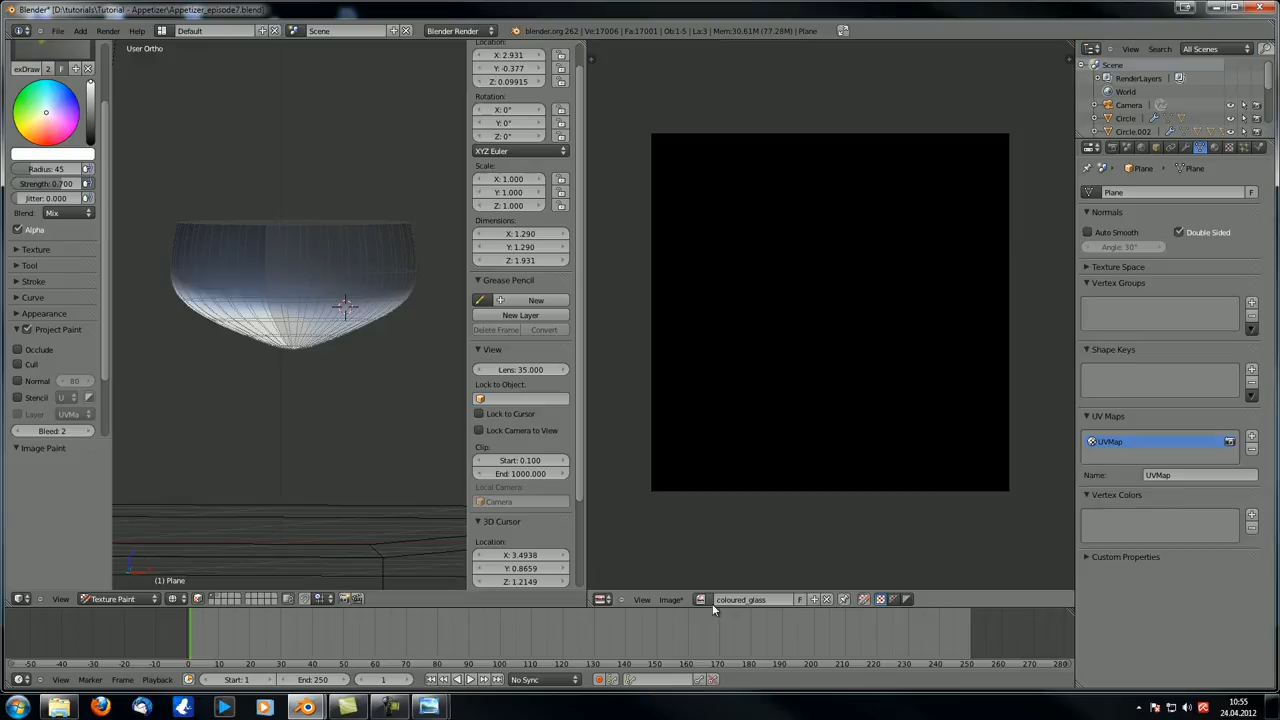 Blender* [D:\tutorials\Tutorial - Appetizer\Appetizer_episode7.blend]
File Add Render Help Default Scene Blender Render blender.org 262 | Ve:17006 | Fa:17001 | Ob:1-5 | La:3 | Mem:30.61M (77.28M) | Plane
User Ortho
exDraw 2 F
Radius: 45
Strength: 0.700
Jitter: 0.000
Blend: Mix
Alpha
Texture
Tool
Stroke
Curve
Appearance
Project Paint
Occlude
Cull
Normal 80
Stencil U
Layer UVMa
Bleed: 2
Image Paint
(1) Plane
Location:
X: 2.931
Y: -0.377
Z: 0.09915
Rotation:
X: 0°
Y: 0°
Z: 0°
XYZ Euler
Scale:
X: 1.000
Y: 1.000
Z: 1.000
Dimensions:
X: 1.290
Y: 1.290
Z: 1.931
Grease Pencil
New
New Layer
Delete Frame Convert
View
Lens: 35.000
Lock to Object:
Lock to Cursor
Lock Camera to View
Clip:
Start: 0.100
End: 1000.000
Local Camera:
Camera
3D Cursor
Location:
X: 3.4938
Y: 0.8659
Z: 1.2149
View Search All Scenes
Scene
RenderLayers
World
Camera
Circle
Circle.002
Plane Plane
Plane F
Normals
Auto Smooth Double Sided
Angle: 30°
Texture Space
Vertex Groups
Shape Keys
UV Maps
UVMap
Name: UVMap
Vertex Colors
Custom Properties
View Texture Paint
View Image* coloured_glass F
-50 -40 -30 -20 -10 0 10 20 30 40 50 60 70 80 90 100 110 120 130 140 150 160 170 180 190 200 210 220 230 240 250 260 270 280
View Marker Frame Playback Start: 1 End: 250 1 No Sync
10:55
24.04.2012